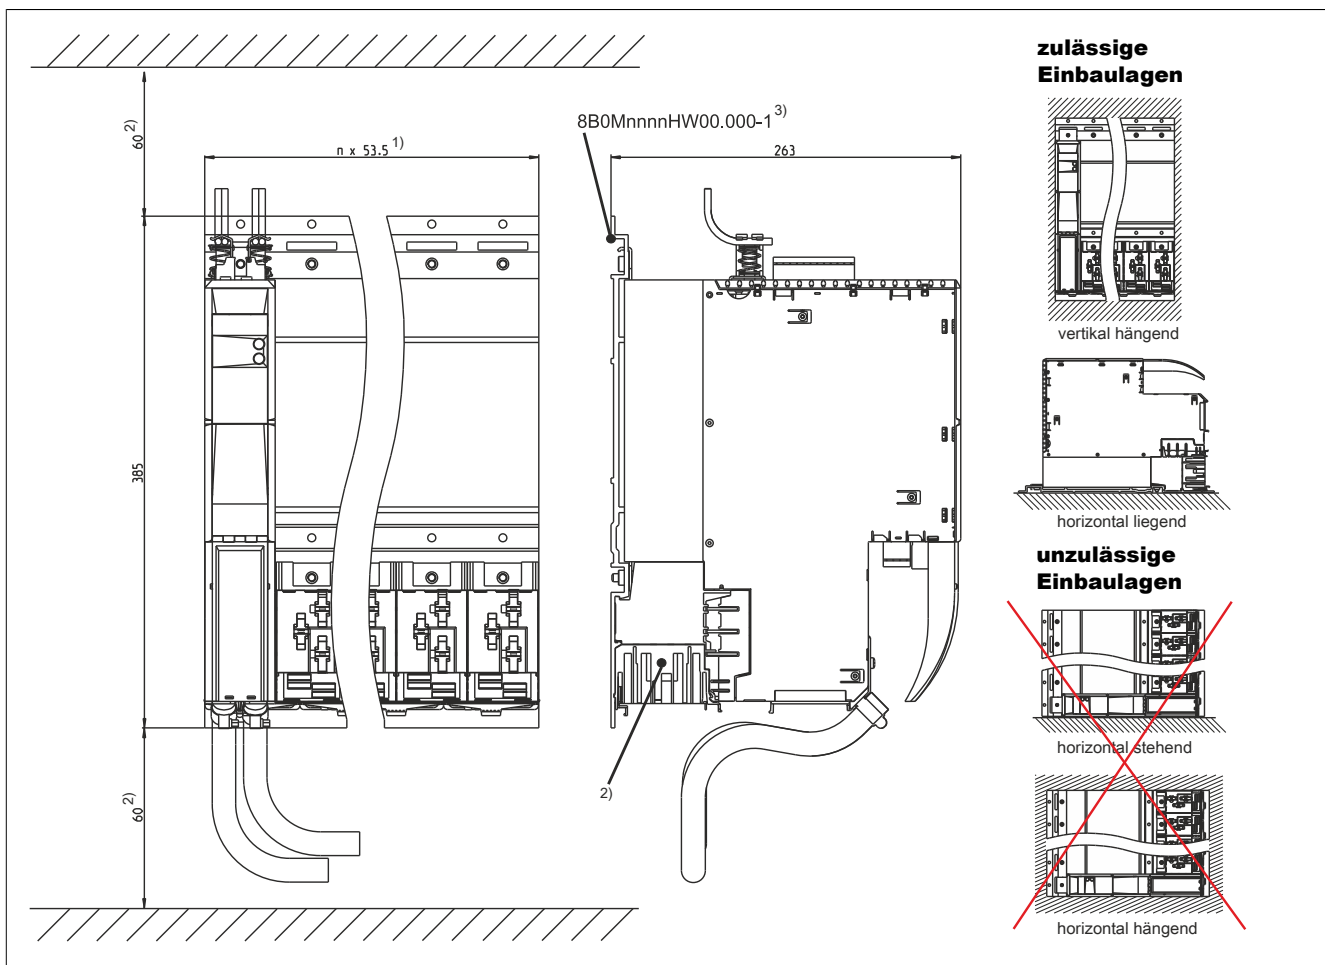 60 2)
n x 53.5 1)
385
60 2)
8B0MnnnnHW00.000-1 3)
263
2)
zulässige
Einbaulagen
vertikal hängend
horizontal liegend
unzulässige
Einbaulagen
horizontal stehend
horizontal hängend